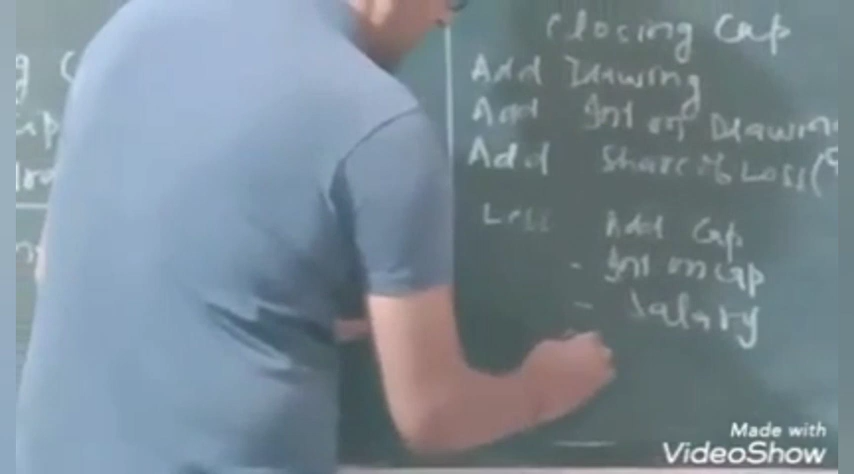 Closing Cap
Add Drawing
Add Int on Drawin
Add Share of Loss(
Less Add Cap
- Int on Cap
- Salary
Made with
VideoShow